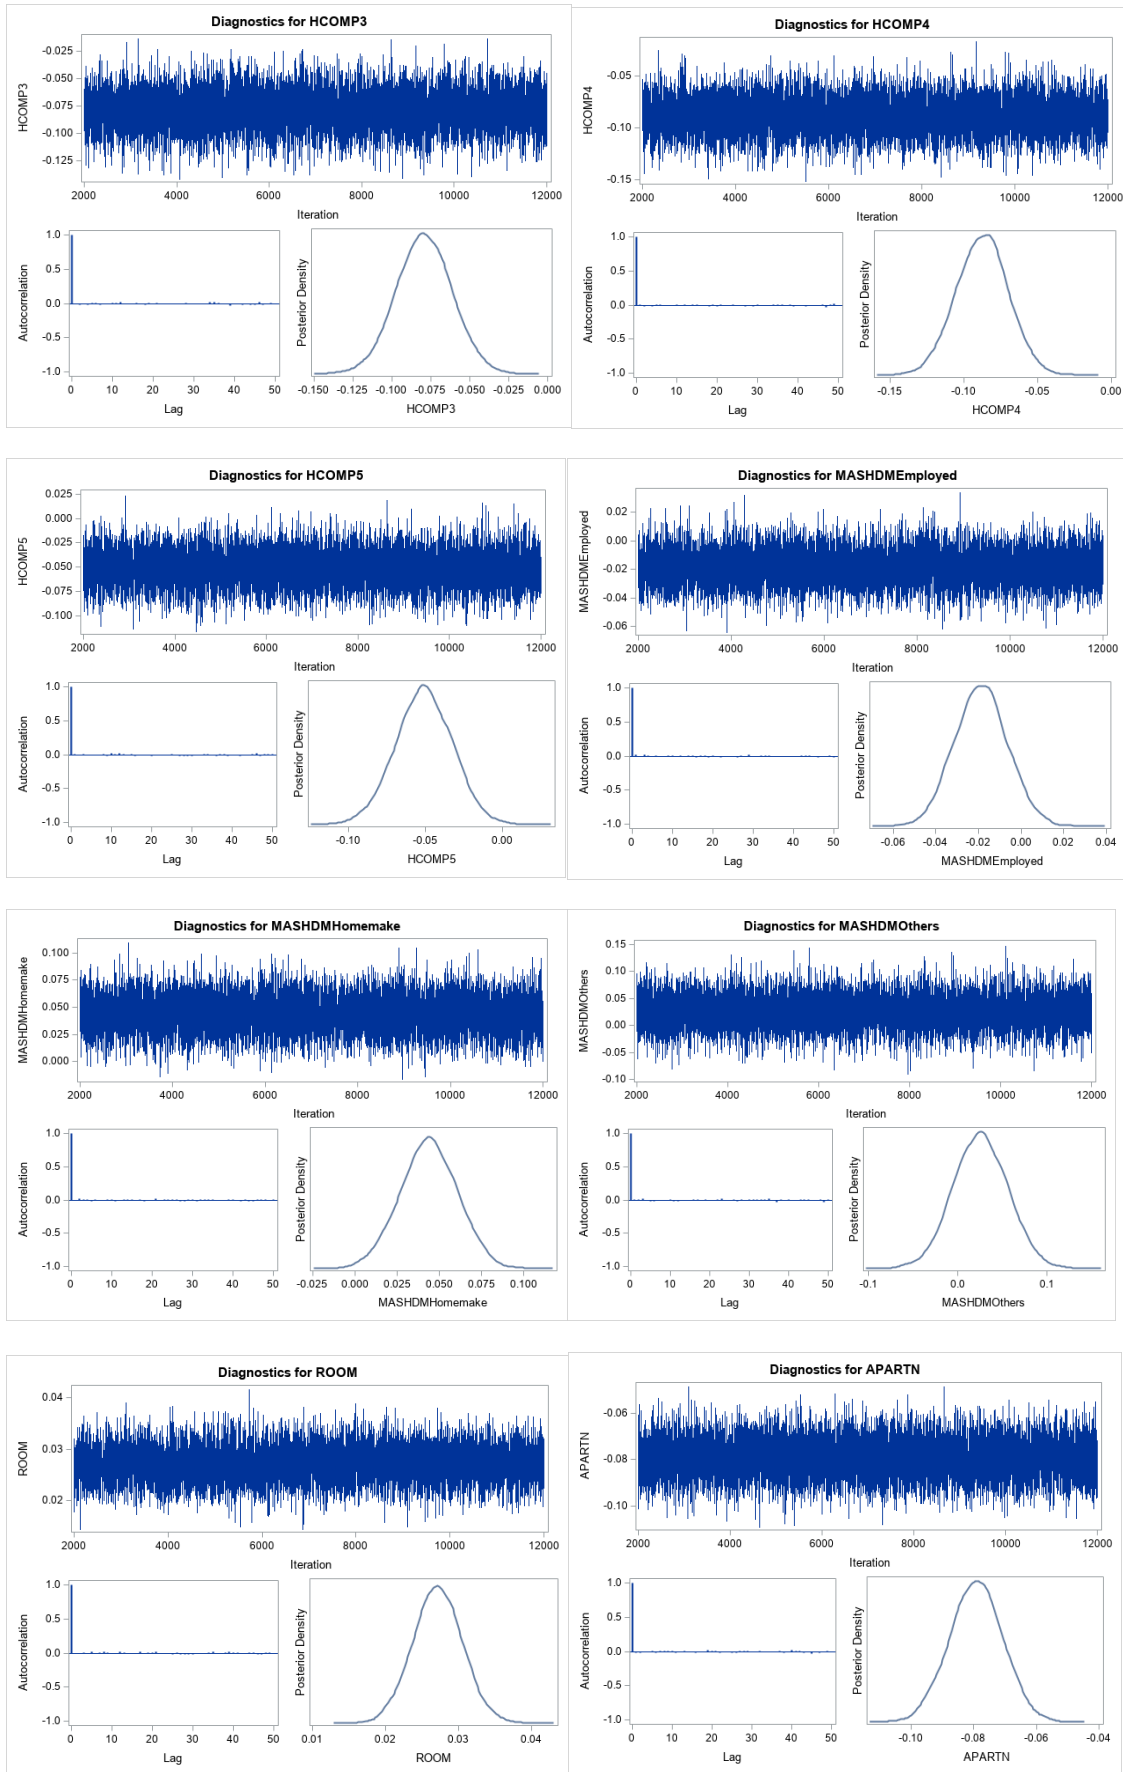 Diagnostics for HCOMP3
HCOMP3
-0.025
-0.050
-0.075
-0.100
-0.125
2000 4000 6000 8000 10000 12000
Iteration
Autocorrelation
1.0
0.5
0.0
-0.5
-1.0
0 10 20 30 40 50
Lag
Posterior Density
-0.150 -0.125 -0.100 -0.075 -0.050 -0.025 0.000
HCOMP3
Diagnostics for HCOMP4
HCOMP4
-0.05
-0.10
-0.15
2000 4000 6000 8000 10000 12000
Iteration
Autocorrelation
1.0
0.5
0.0
-0.5
-1.0
0 10 20 30 40 50
Lag
Posterior Density
-0.15 -0.10 -0.05 0.00
HCOMP4
Diagnostics for HCOMP5
HCOMP5
0.025
0.000
-0.025
-0.050
-0.075
-0.100
2000 4000 6000 8000 10000 12000
Iteration
Autocorrelation
1.0
0.5
0.0
-0.5
-1.0
0 10 20 30 40 50
Lag
Posterior Density
-0.10 -0.05 0.00
HCOMP5
Diagnostics for MASHDMEmployed
MASHDMEmployed
0.02
0.00
-0.02
-0.04
-0.06
2000 4000 6000 8000 10000 12000
Iteration
Autocorrelation
1.0
0.5
0.0
-0.5
-1.0
0 10 20 30 40 50
Lag
Posterior Density
-0.06 -0.04 -0.02 0.00 0.02 0.04
MASHDMEmployed
Diagnostics for MASHDMHomemake
MASHDMHomemake
0.100
0.075
0.050
0.025
0.000
2000 4000 6000 8000 10000 12000
Iteration
Autocorrelation
1.0
0.5
0.0
-0.5
-1.0
0 10 20 30 40 50
Lag
Posterior Density
-0.025 0.000 0.025 0.050 0.075 0.100
MASHDMHomemake
Diagnostics for MASHDMOthers
MASHDMOthers
0.15
0.10
0.05
0.00
-0.05
-0.10
2000 4000 6000 8000 10000 12000
Iteration
Autocorrelation
1.0
0.5
0.0
-0.5
-1.0
0 10 20 30 40 50
Lag
Posterior Density
-0.1 0.0 0.1
MASHDMOthers
Diagnostics for ROOM
ROOM
0.04
0.03
0.02
2000 4000 6000 8000 10000 12000
Iteration
Autocorrelation
1.0
0.5
0.0
-0.5
-1.0
0 10 20 30 40 50
Lag
Posterior Density
0.01 0.02 0.03 0.04
ROOM
Diagnostics for APARTN
APARTN
-0.06
-0.08
-0.10
2000 4000 6000 8000 10000 12000
Iteration
Autocorrelation
1.0
0.5
0.0
-0.5
-1.0
0 10 20 30 40 50
Lag
Posterior Density
-0.10 -0.08 -0.06 -0.04
APARTN